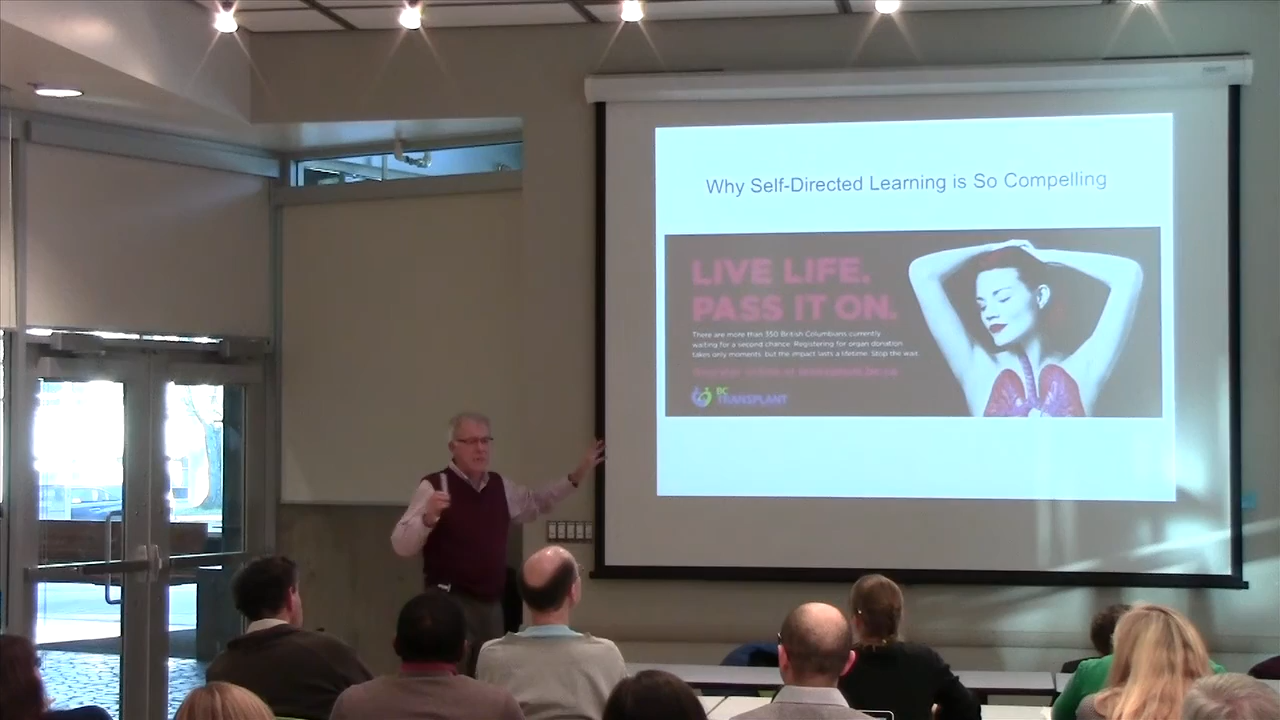 Why Self-Directed Learning is So Compelling
LIVE LIFE.
PASS IT ON.
There are more than 350 British Columbians currently
waiting for a second chance. Registering for organ donation
takes only moments, but the impact lasts a lifetime. Stop the wait.
BC
TRANSPLANT